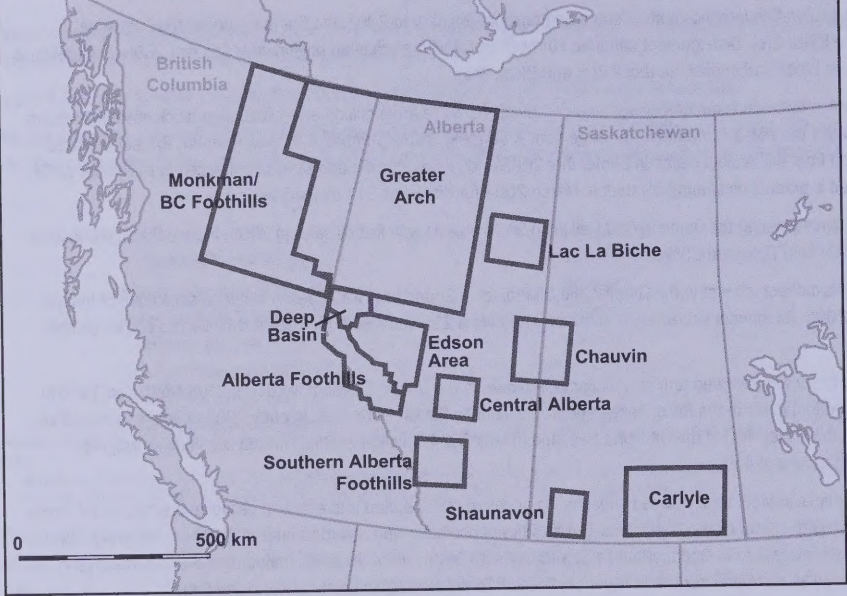 British
Columbia
Alberta
Saskatchewan
Monkman/
BC Foothills
Greater
Arch
Lac La Biche
Deep
Basin
Edson
Area
Chauvin
Alberta Foothills
Central Alberta
Southern Alberta
Foothills
Shaunavon
Carlyle
0 500 km